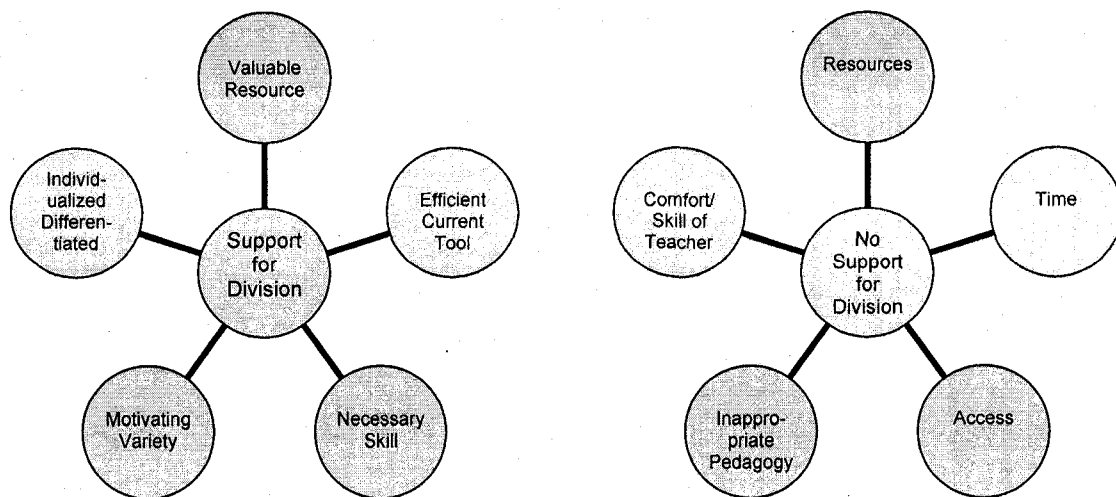 Valuable
Resource
Individ-
ualized
Differen-
tiated
Efficient
Current
Tool
Support
for
Division
Motivating
Variety
Necessary
Skill
Resources
Comfort/
Skill of
Teacher
Time
No
Support
for
Division
Inappro-
priate
Pedagogy
Access